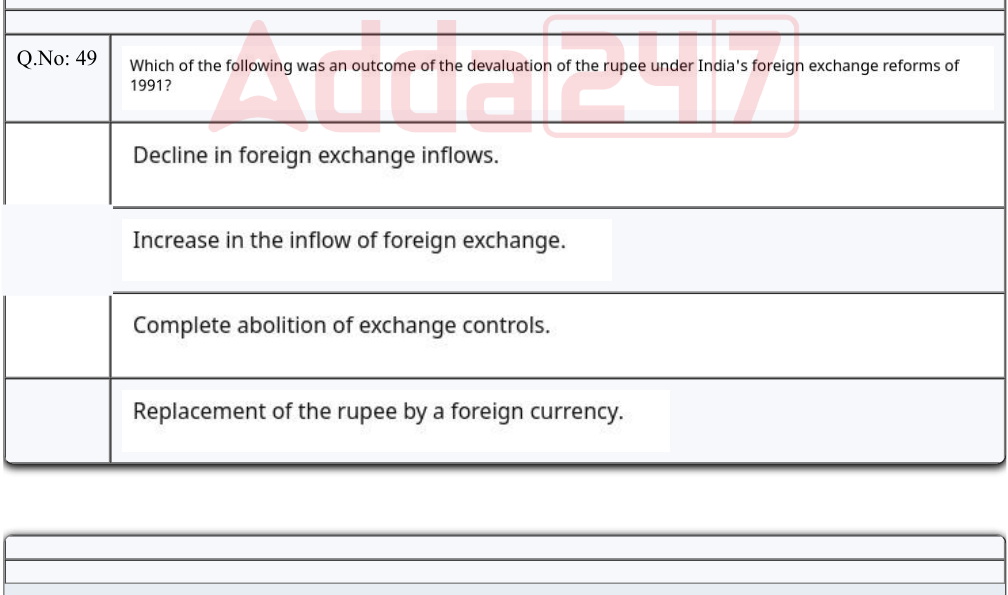 Adda247
Q.No: 49
Which of the following was an outcome of the devaluation of the rupee under India's foreign exchange reforms of
1991?
Decline in foreign exchange inflows.
Increase in the inflow of foreign exchange.
Complete abolition of exchange controls.
Replacement of the rupee by a foreign currency.